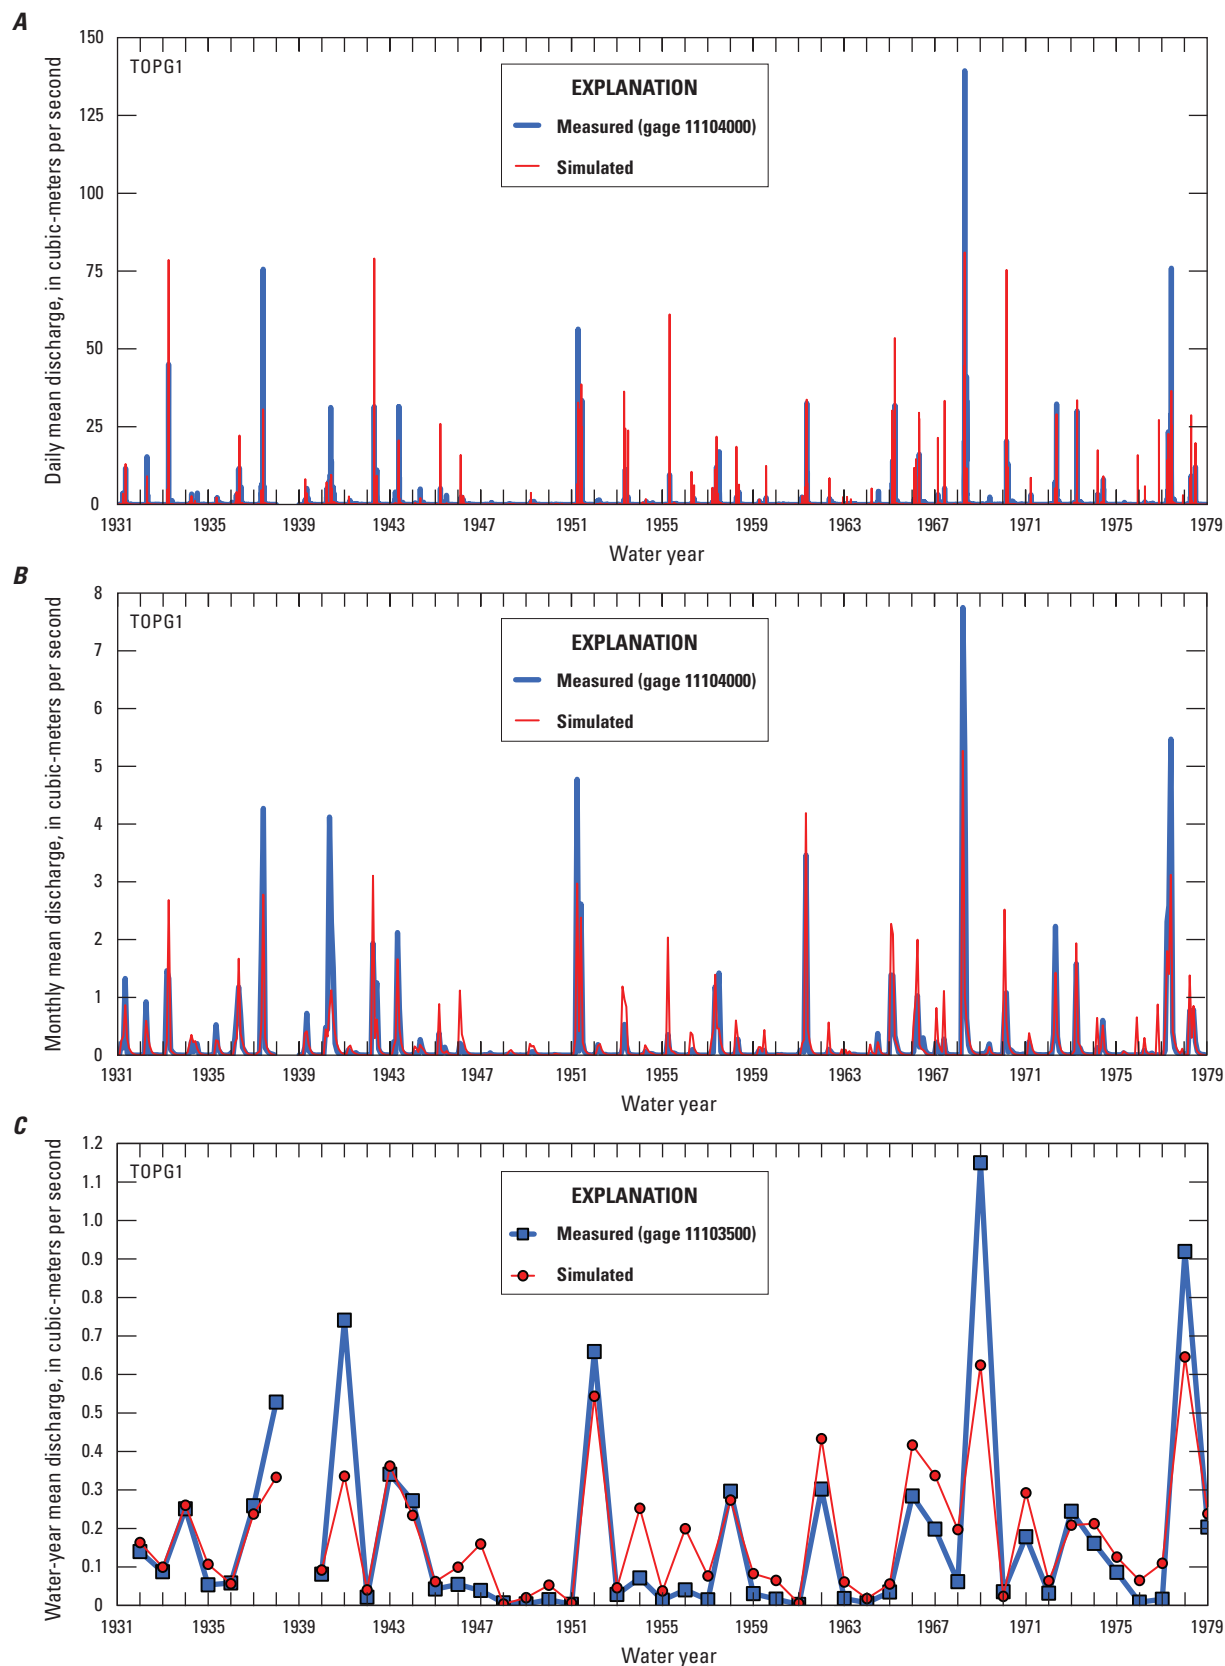 A
150
125
100
75
50
25
0
Daily mean discharge, in cubic-meters per second
TOPG1
EXPLANATION
Measured (gage 11104000)
Simulated
1931 1935 1939 1943 1947 1951 1955 1959 1963 1967 1971 1975 1979
Water year
B
8
7
6
5
4
3
2
1
0
Monthly mean discharge, in cubic-meters per second
TOPG1
EXPLANATION
Measured (gage 11104000)
Simulated
1931 1935 1939 1943 1947 1951 1955 1959 1963 1967 1971 1975 1979
Water year
C
1.2
1.1
1.0
0.9
0.8
0.7
0.6
0.5
0.4
0.3
0.2
0.1
0
Water-year mean discharge, in cubic-meters per second
TOPG1
EXPLANATION
Measured (gage 11103500)
Simulated
1931 1935 1939 1943 1947 1951 1955 1959 1963 1967 1971 1975 1979
Water year